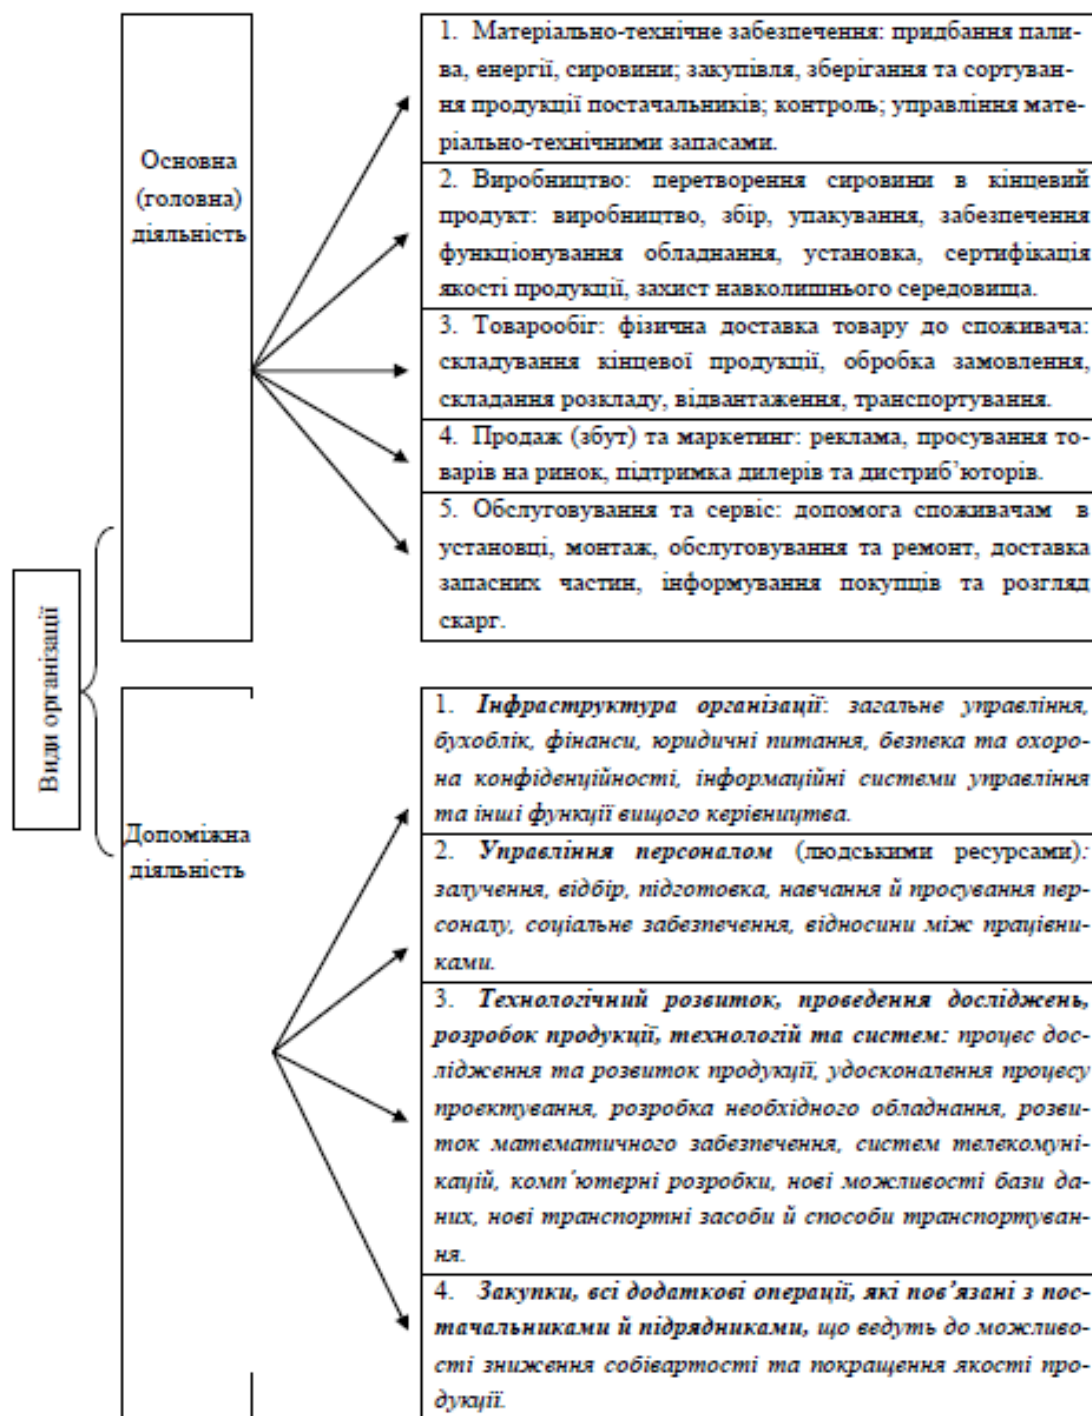 Види організації
Основна
(головна)
діяльність
1. Матеріально-технічне забезпечення: придбання пали-
ва, енергії, сировини; закупівля, зберігання та сортуван-
ня продукції постачальників; контроль; управління мате-
ріально-технічними запасами.
2. Виробництво: перетворення сировини в кінцевий
продукт: виробництво, збір, упакування, забезпечення
функціонування обладнання, установка, сертифікація
якості продукції, захист навколишнього середовища.
3. Товарообіг: фізична доставка товару до споживача:
складування кінцевої продукції, обробка замовлення,
складання розкладу, відвантаження, транспортування.
4. Продаж (збут) та маркетинг: реклама, просування то-
варів на ринок, підтримка дилерів та дистриб’юторів.
5. Обслуговування та сервіс: допомога споживачам в
установці, монтаж, обслуговування та ремонт, доставка
запасних частин, інформування покупців та розгляд
скарг.
Допоміжна
діяльність
1. Інфраструктура організації: загальне управління,
бухоблік, фінанси, юридичні питання, безпека та охоро-
на конфіденційності, інформаційні системи управління
та інші функції вищого керівництва.
2. Управління персоналом (людськими ресурсами):
залучення, відбір, підготовка, навчання й просування пер-
соналу, соціальне забезпечення, відносини між працівни-
ками.
3. Технологічний розвиток, проведення досліджень,
розробок продукції, технологій та систем: процес дос-
лідження та розвиток продукції, удосконалення процесу
проектування, розробка необхідного обладнання, розви-
ток математичного забезпечення, систем телекомуні-
кацій, комп’ютерні розробки, нові можливості бази да-
них, нові транспортні засоби й способи транспортуван-
ня.
4. Закупки, всі додаткові операції, які пов’язані з пос-
тачальниками й підрядниками, що ведуть до можливо-
сті зниження собівартості та покращення якості про-
дукції.